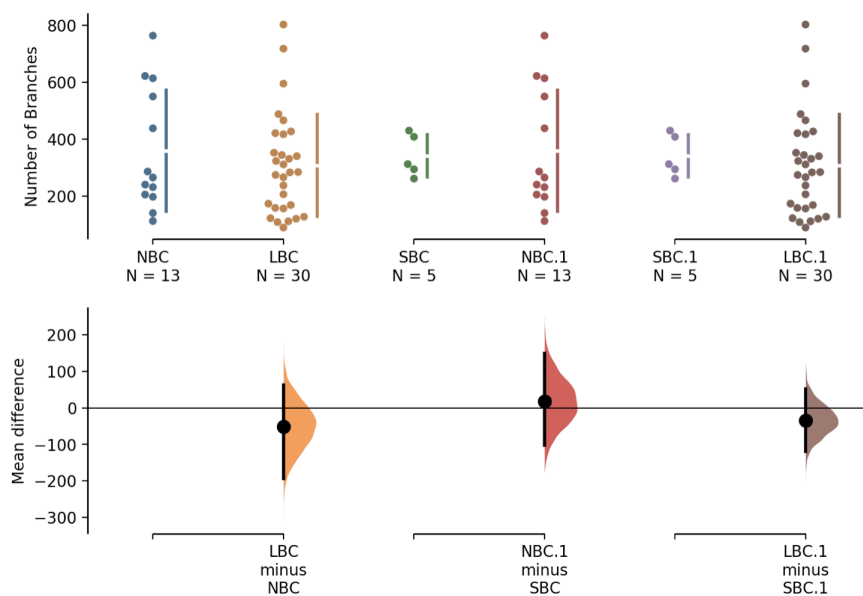 800
600
400
200
Number of Branches
NBC
N = 13
LBC
N = 30
SBC
N = 5
NBC.1
N = 13
SBC.1
N = 5
LBC.1
N = 30
200
100
0
−100
−200
−300
Mean difference
LBC
minus
NBC
NBC.1
minus
SBC
LBC.1
minus
SBC.1